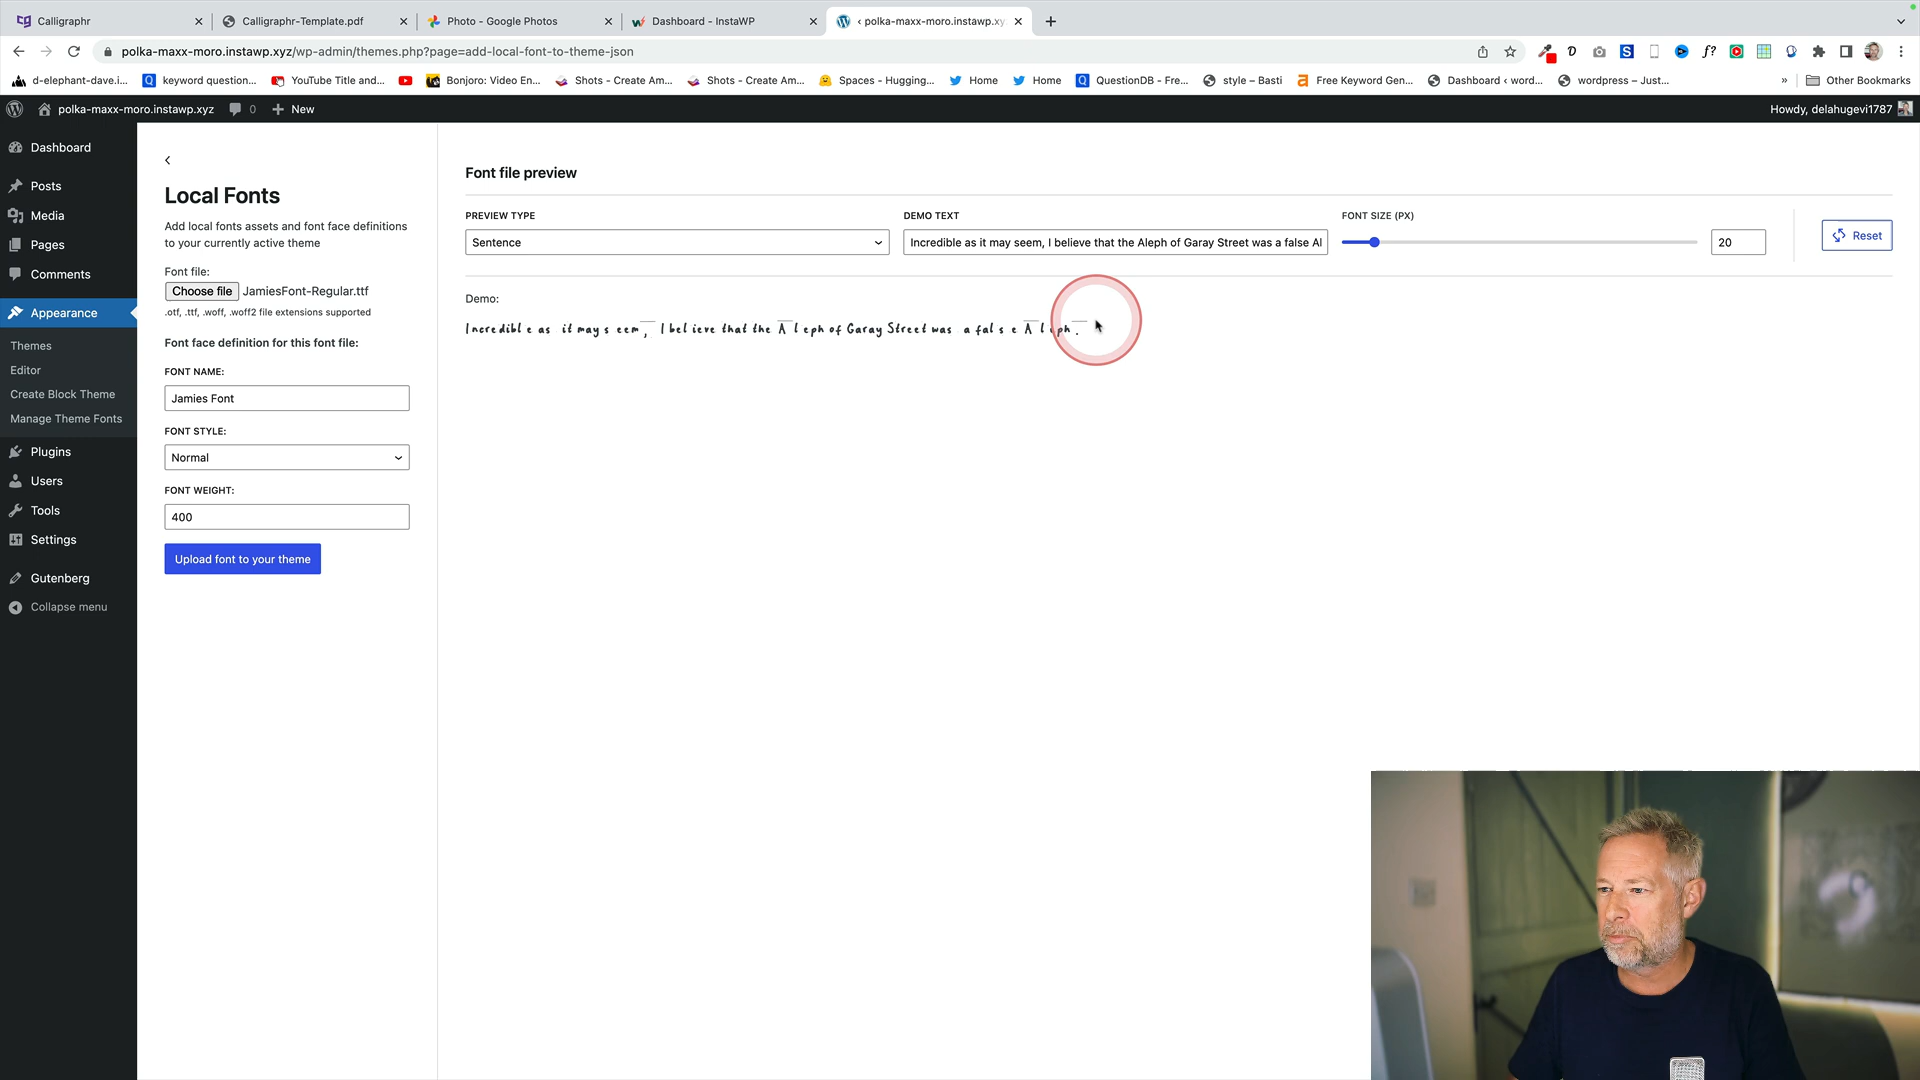 Calligraphr
Calligraphr-Template.pdf
Photo - Google Photos
Dashboard - InstaWP
‹ polka-maxx-moro.instawp.xy
polka-maxx-moro.instawp.xyz/wp-admin/themes.php?page=add-local-font-to-theme-json
d-elephant-dave.i...
keyword question...
YouTube Title and...
Bonjoro: Video En...
Shots - Create Am...
Shots - Create Am...
Spaces - Hugging...
Home
Home
QuestionDB - Fre...
style – Basti
Free Keyword Gen...
Dashboard ‹ word...
wordpress – Just...
»
Other Bookmarks
polka-maxx-moro.instawp.xyz
0
+ New
Howdy, delahugevi1787
Dashboard
Posts
Media
Pages
Comments
Appearance
Themes
Editor
Create Block Theme
Manage Theme Fonts
Plugins
Users
Tools
Settings
Gutenberg
Collapse menu
Local Fonts
Add local fonts assets and font face definitions
to your currently active theme
Font file:
Choose file JamiesFont-Regular.ttf
.otf, .ttf, .woff, .woff2 file extensions supported
Font face definition for this font file:
FONT NAME:
Jamies Font
FONT STYLE:
Normal
FONT WEIGHT:
400
Upload font to your theme
Font file preview
PREVIEW TYPE
Sentence
DEMO TEXT
Incredible as it may seem, I believe that the Aleph of Garay Street was a false Al
FONT SIZE (PX)
20
Reset
Demo:
Incredible as it may seem, I believe that the Aleph of Garay Street was a false Aleph.